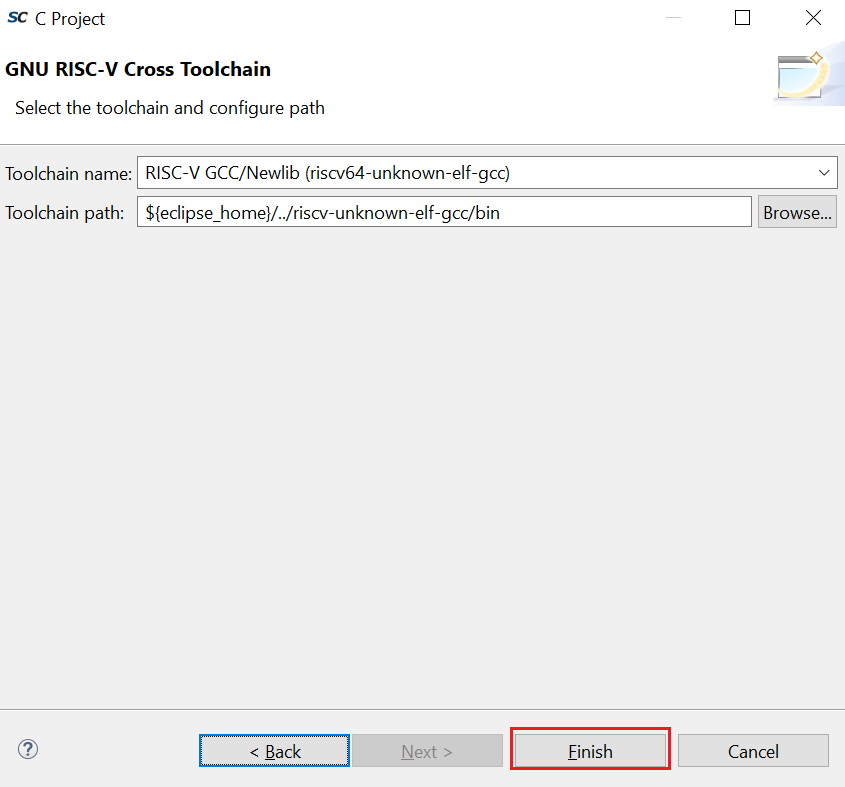 SC C Project
GNU RISC-V Cross Toolchain
Select the toolchain and configure path
Toolchain name: RISC-V GCC/Newlib (riscv64-unknown-elf-gcc)
Toolchain path: ${eclipse_home}/../riscv-unknown-elf-gcc/bin Browse...
? < Back Next > Finish Cancel